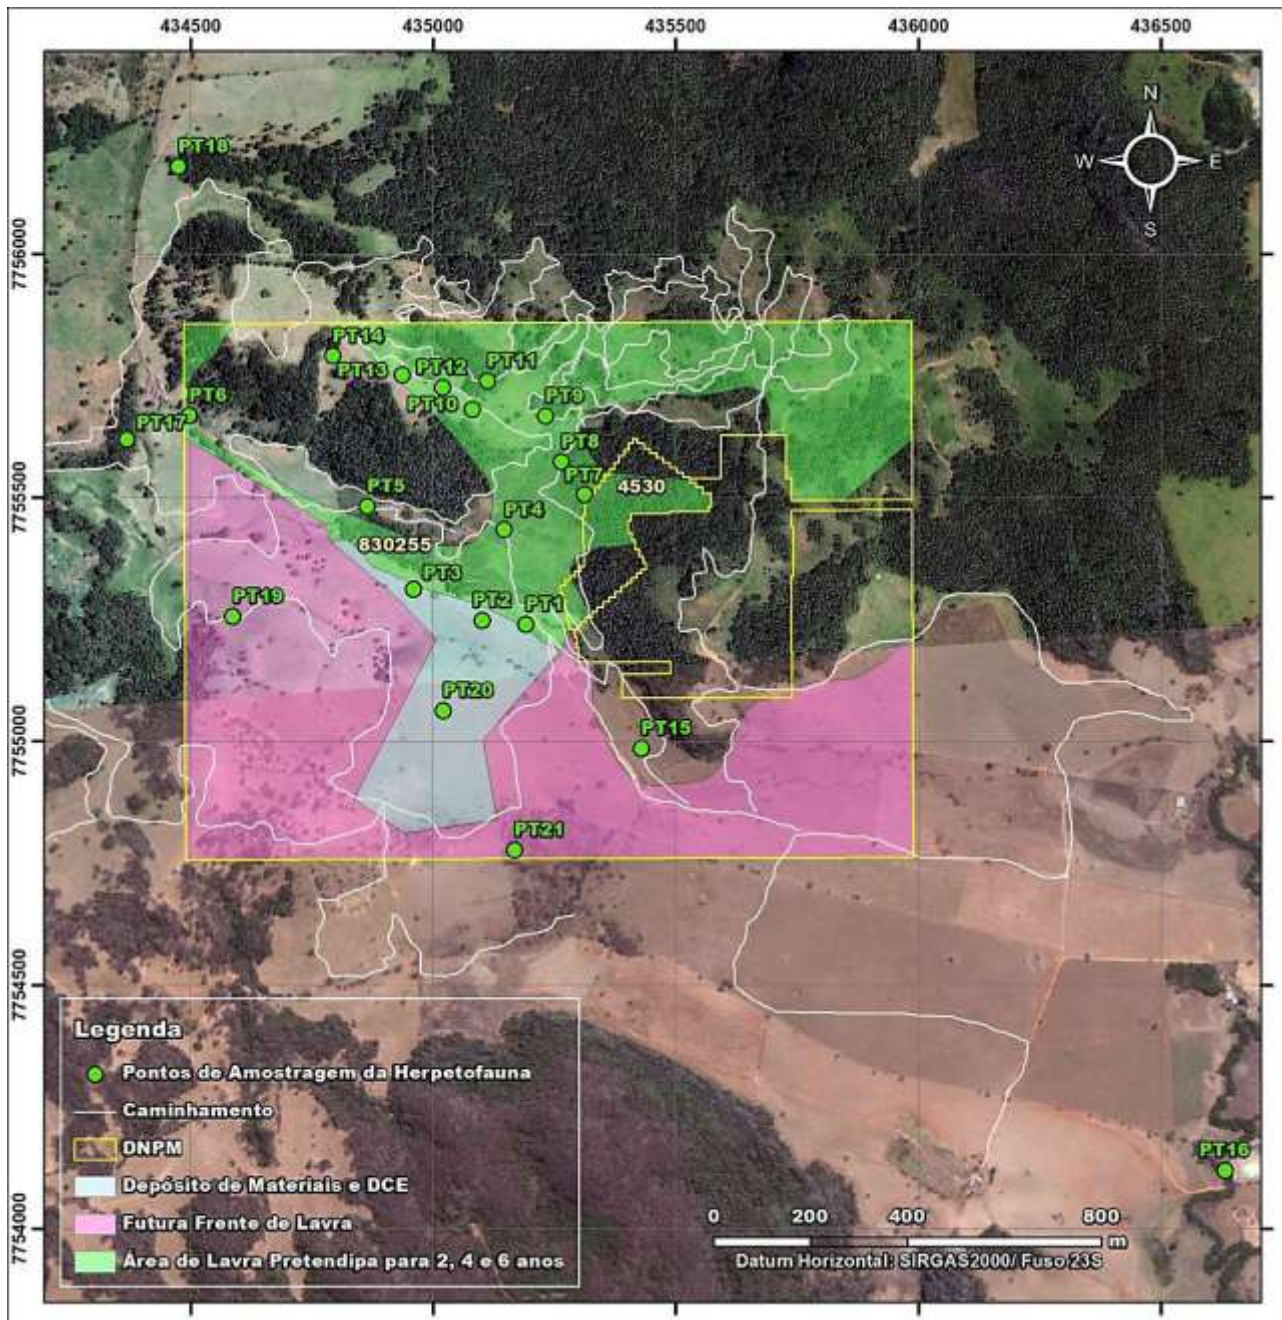 434500 435000 435500 436000 436500
N
W E
S
PT18
7756000
PT14
PT13 PT12 PT11
PT10 PT9
PT6
PT17
PT8
PT7
7755500
4530
PT5
PT4
830255
PT3
PT2 PT1
PT19
PT20
7755000
PT15
PT21
7754500
Legenda
Pontos de Amostragem da Herpetofauna
Caminhamento
DNPM
Depósito de Materiais e DCE
Futura Frente de Lavra
Área de Lavra Pretendipa para 2, 4 e 6 anos
PT16
7754000
0 200 400 800
m
Datum Horizontal: SIRGAS2000/ Fuso 23S